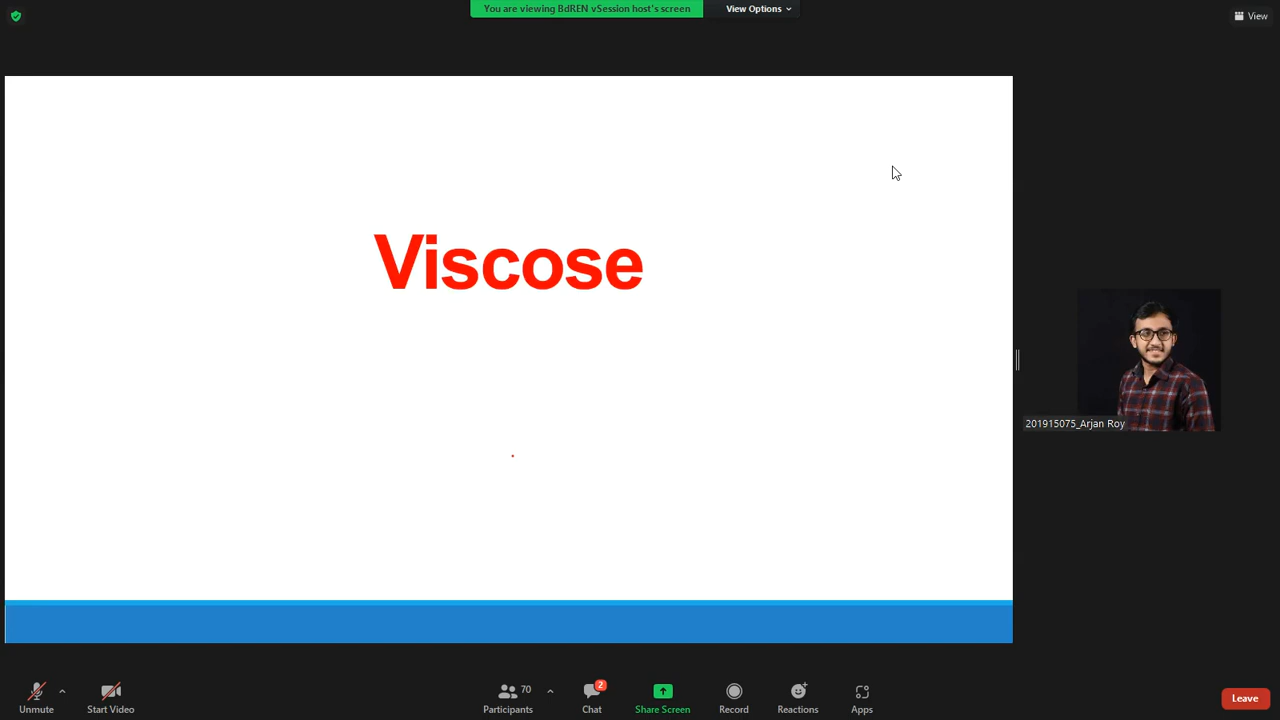 You are viewing BdREN vSession host's screen
View Options
View
Viscose
201915075_Arjan Roy
70
2
Unmute
Start Video
Participants
Chat
Share Screen
Record
Reactions
Apps
Leave